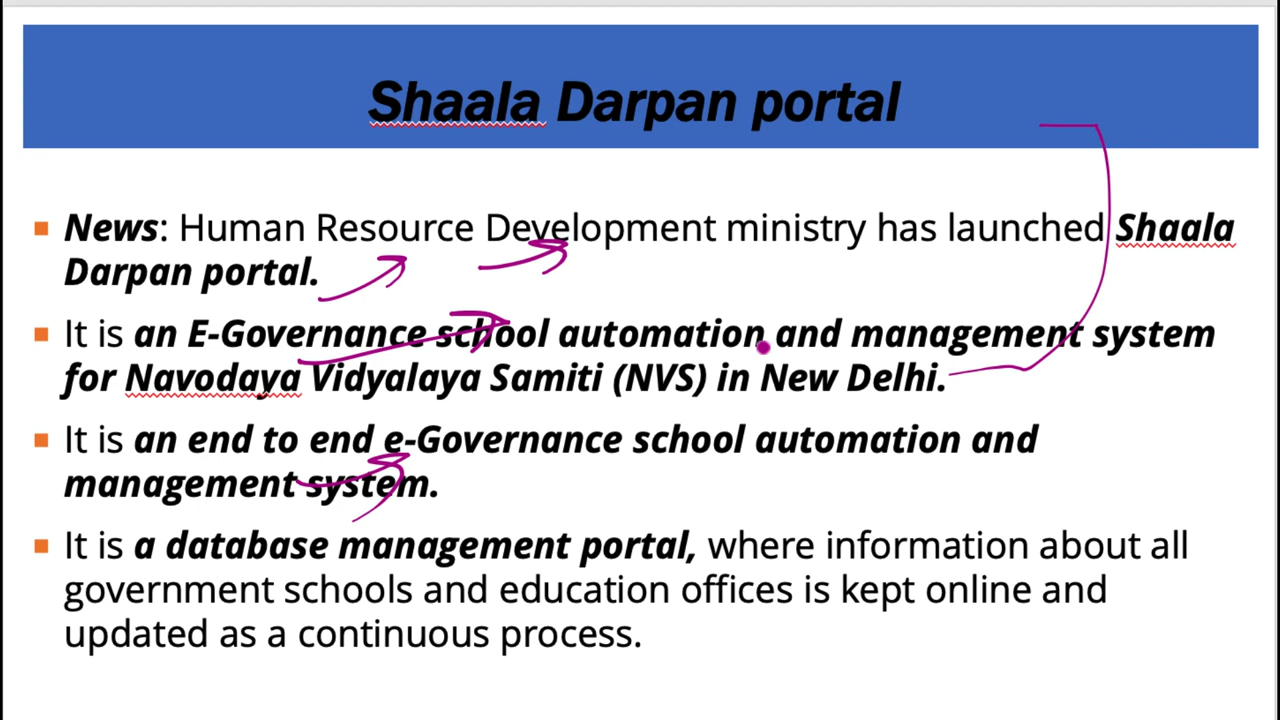 Shaala Darpan portal
News: Human Resource Development ministry has launched Shaala
Darpan portal.
It is an E-Governance school automation and management system
for Navodaya Vidyalaya Samiti (NVS) in New Delhi.
It is an end to end e-Governance school automation and
management system.
It is a database management portal, where information about all
government schools and education offices is kept online and
updated as a continuous process.